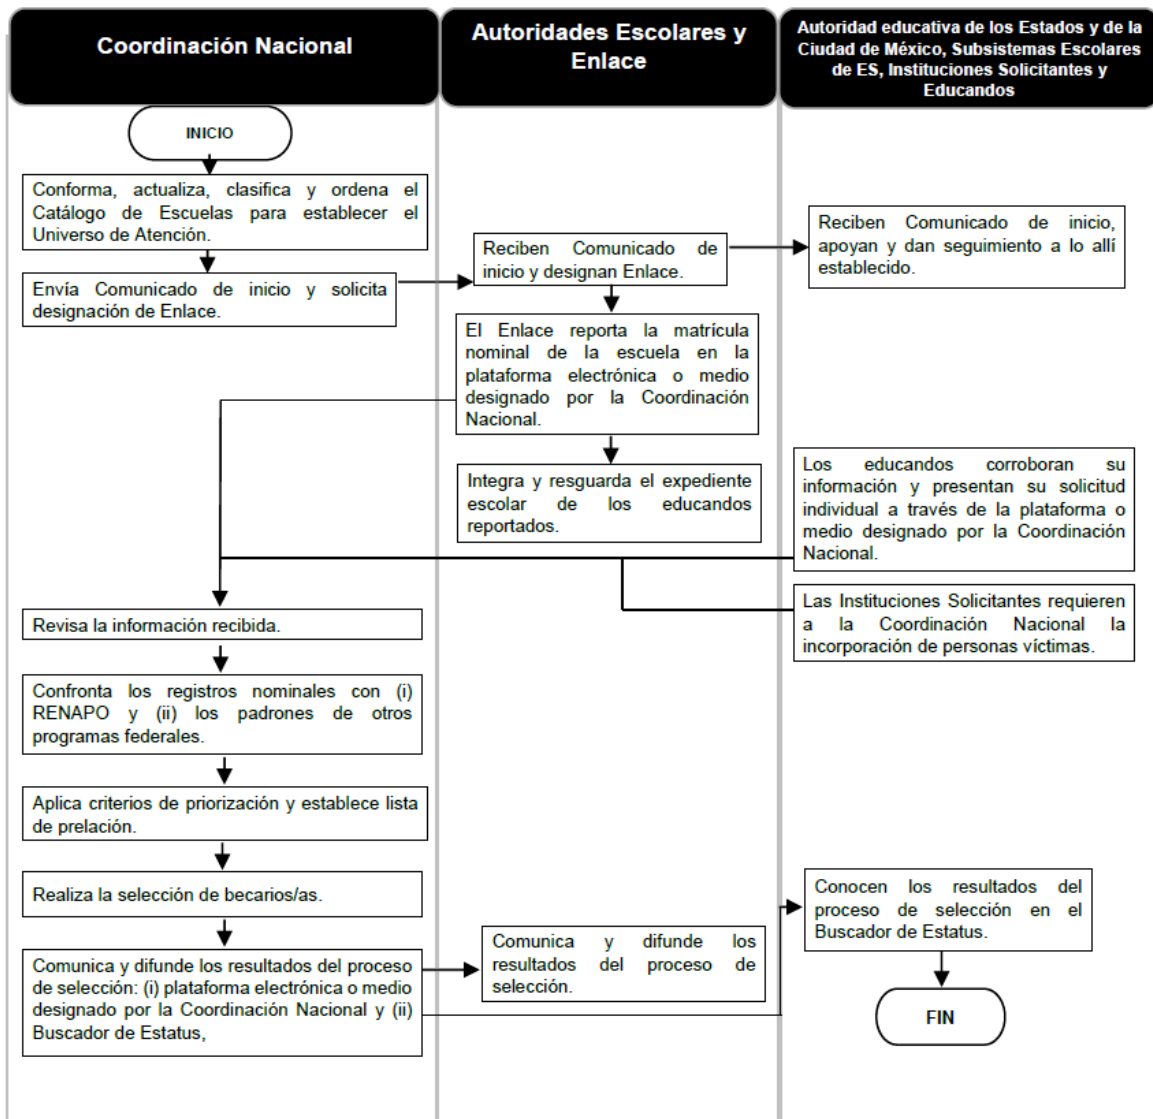 Coordinación Nacional
Autoridades Escolares y
Enlace
Autoridad educativa de los Estados y de la
Ciudad de México, Subsistemas Escolares
de ES, Instituciones Solicitantes y
Educandos
INICIO
Conforma, actualiza, clasifica y ordena el
Catálogo de Escuelas para establecer el
Universo de Atención.
Envía Comunicado de inicio y solicita
designación de Enlace.
Reciben Comunicado de
inicio y designan Enlace.
Reciben Comunicado de inicio,
apoyan y dan seguimiento a lo allí
establecido.
El Enlace reporta la matrícula
nominal de la escuela en la
plataforma electrónica o medio
designado por la Coordinación
Nacional.
Integra y resguarda el expediente
escolar de los educandos
reportados.
Los educandos corroboran su
información y presentan su solicitud
individual a través de la plataforma o
medio designado por la Coordinación
Nacional.
Las Instituciones Solicitantes requieren
a la Coordinación Nacional la
incorporación de personas víctimas.
Revisa la información recibida.
Confronta los registros nominales con (i)
RENAPO y (ii) los padrones de otros
programas federales.
Aplica criterios de priorización y establece lista
de prelación.
Realiza la selección de becarios/as.
Comunica y difunde los resultados del proceso
de selección: (i) plataforma electrónica o medio
designado por la Coordinación Nacional y (ii)
Buscador de Estatus,
Comunica y difunde los
resultados del proceso de
selección.
Conocen los resultados del
proceso de selección en el
Buscador de Estatus.
FIN